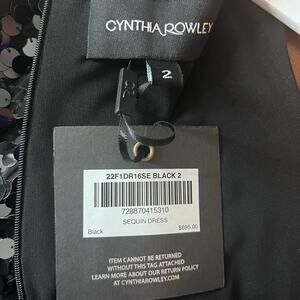 CYNTHIA ROWLEY
2
22F1DR16SE BLACK 2
728870415310
SEQUIN DRESS
Black $695.00
ITEM CANNOT BE RETURNED
WITHOUT THIS TAG ATTACHED
LEARN MORE ABOUT OUR RETURN POLICY
AT CYNTHIAROWLEY.COM